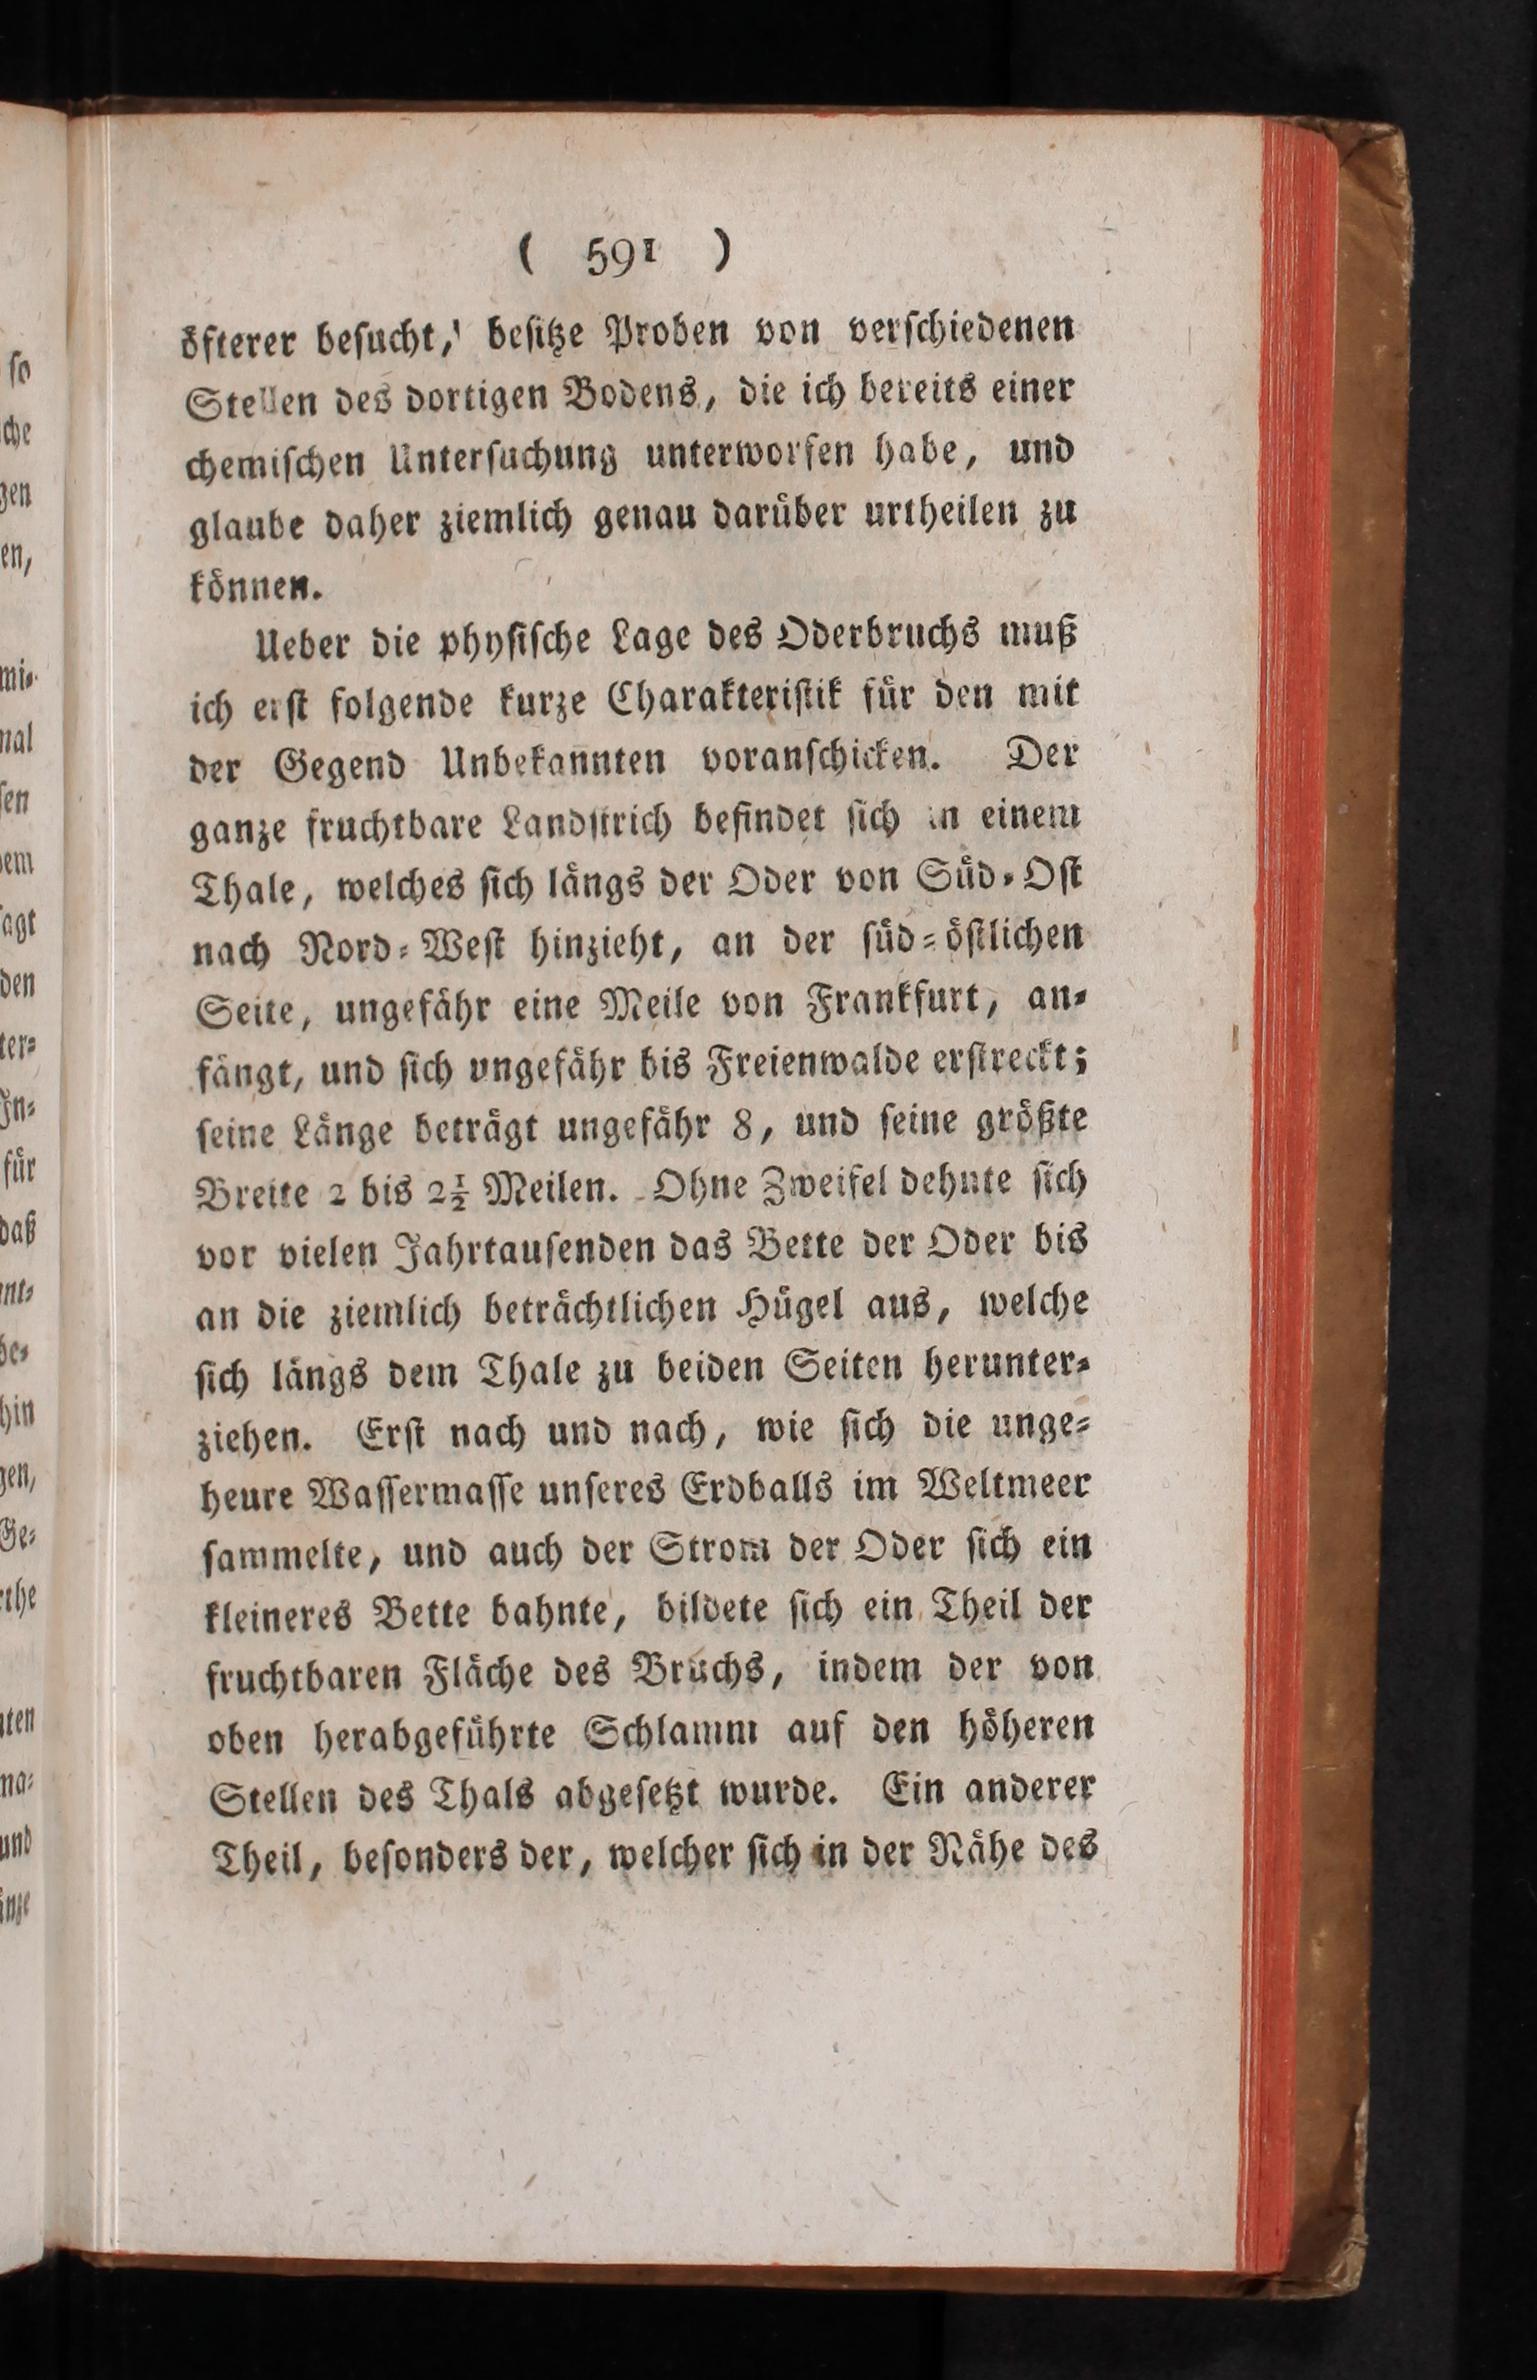 ( 591 )
öfterer beſucht, beſitze Proben von verſchiedenen
Stellen des dortigen Bodens, die ich bereits einer
chemiſchen Unterſuchung unterworfen habe, und
glaube daher ziemlich genau darüber urtheilen zu
können.
Ueber die phyſiſche Lage des Oderbruchs muß
ich erſt folgende kurze Charakteriſtik für den mit
der Gegend Unbekannten voranſchicken. Der
ganze fruchtbare Landſtrich befindet ſich in einem
Thale, welches ſich längs der Oder von Süd-Oſt
nach Nord-Weſt hinzieht, an der ſüd-öſtlichen
Seite, ungefähr eine Meile von Frankfurt, an-
fängt, und ſich ungefähr bis Freienwalde erſtreckt;
ſeine Länge beträgt ungefähr 8, und ſeine größte
Breite 2 bis 2½ Meilen. Ohne Zweifel dehnte ſich
vor vielen Jahrtauſenden das Bette der Oder bis
an die ziemlich beträchtlichen Hügel aus, welche
ſich längs dem Thale zu beiden Seiten herunter-
ziehen. Erſt nach und nach, wie ſich die unge-
heure Waſſermaſſe unſeres Erdballs im Weltmeer
ſammelte, und auch der Strom der Oder ſich ein
kleineres Bette bahnte, bildete ſich ein Theil der
fruchtbaren Fläche des Bruchs, indem der von
oben herabgeführte Schlamm auf den höheren
Stellen des Thals abgeſetzt wurde. Ein anderer
Theil, beſonders der, welcher ſich in der Nähe des